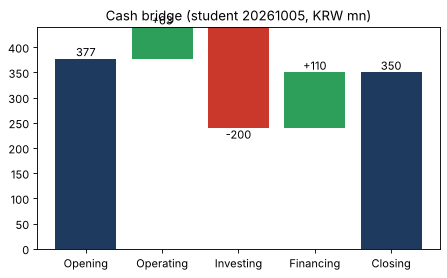 Cash bridge (student 20261005, KRW mn)
+63
377
+110
350
-200
400
350
300
250
200
150
100
50
0
Opening
Operating
Investing
Financing
Closing